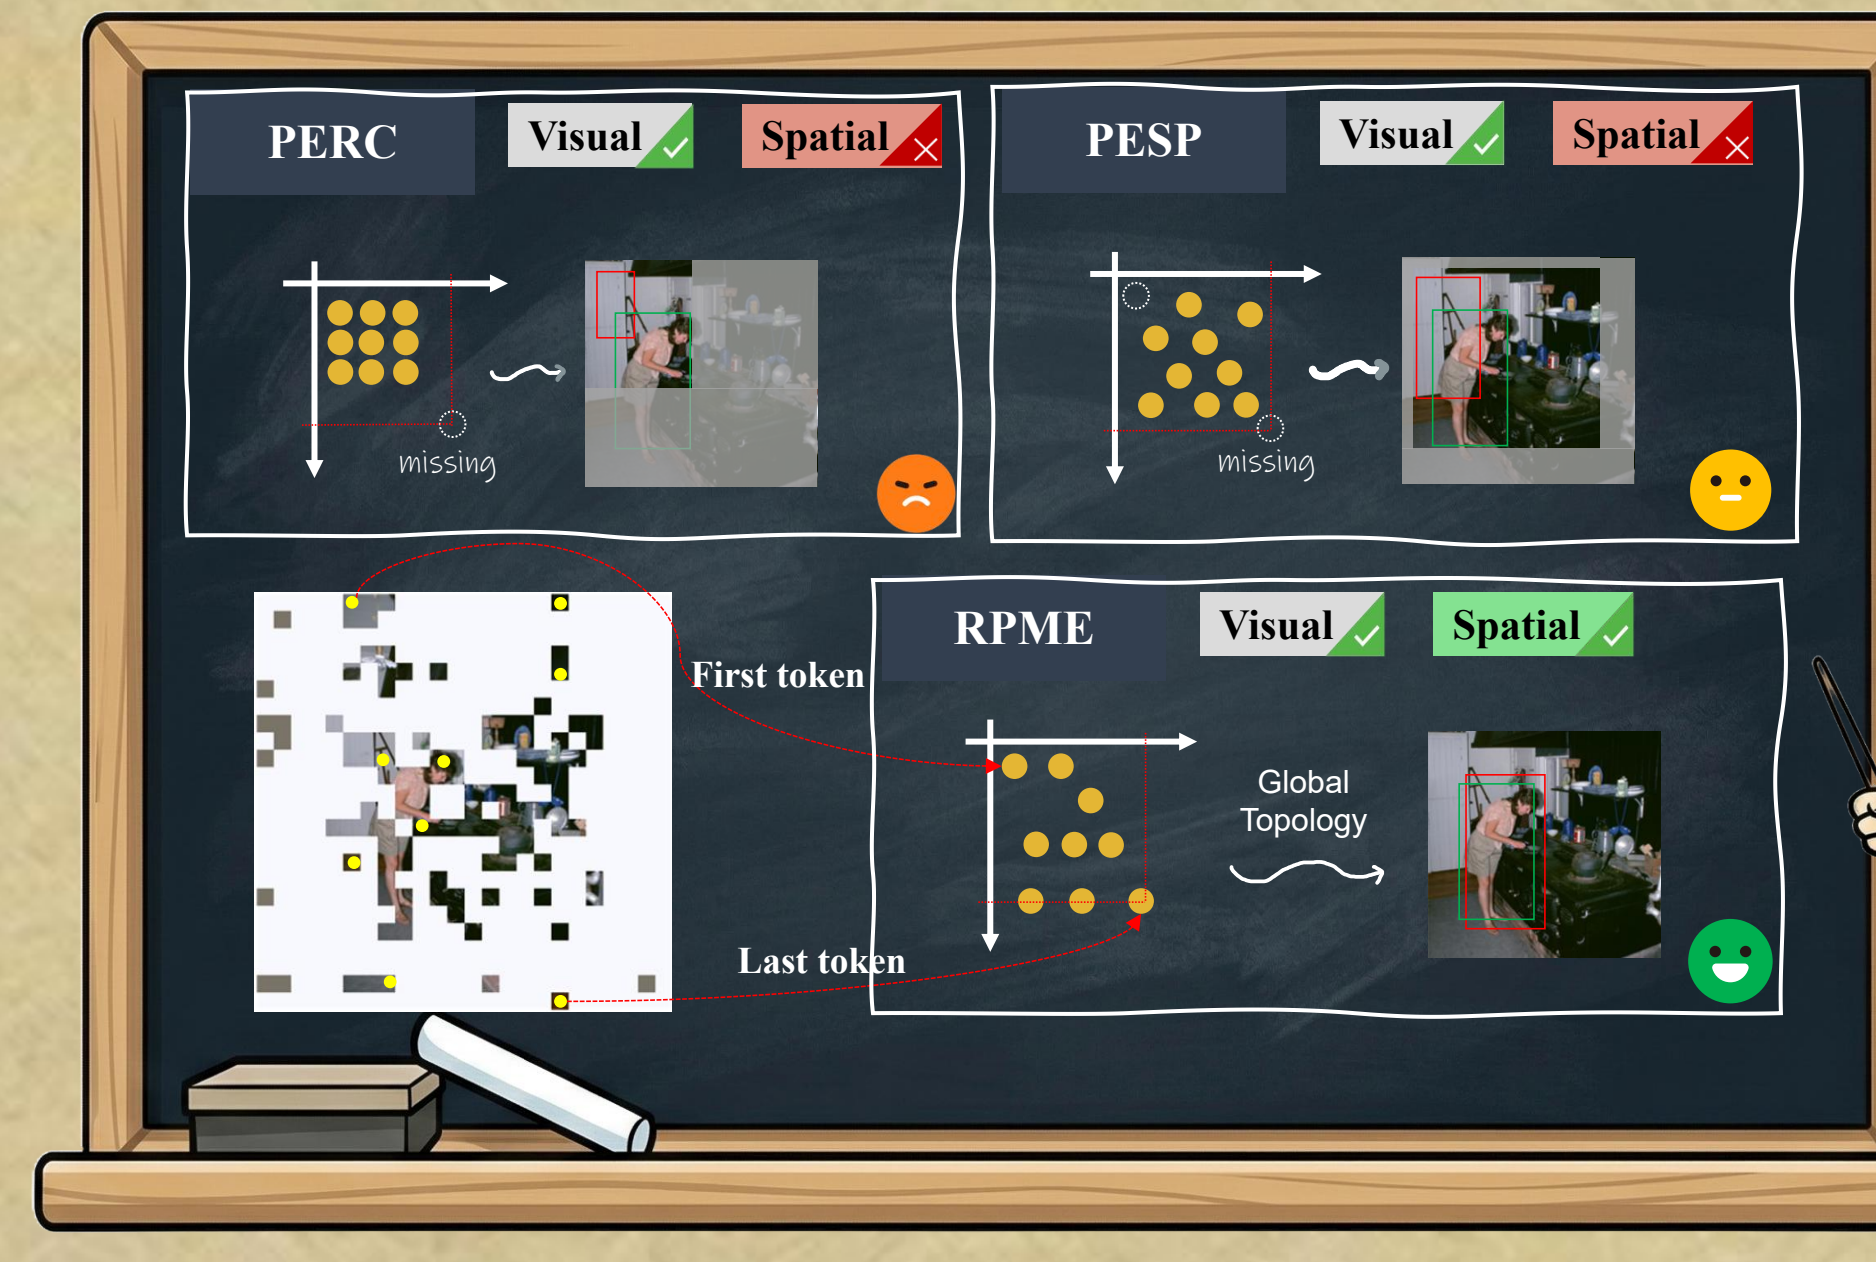 PERC
Visual
Spatial
missing
PESP
Visual
Spatial
missing
First token
Last token
RPME
Visual
Spatial
Global
Topology